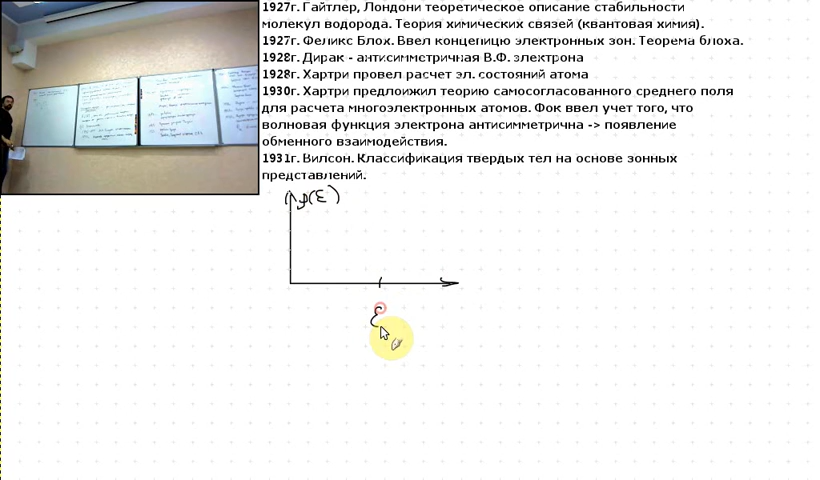 1927г. Гайтлер, Лондони теоретическое описание стабильности
молекул водорода. Теория химических связей (квантовая химия).
1927г. Феликс Блох. Ввел концепицю электронных зон. Теорема блоха.
1928г. Дирак - антисимметричная В.Ф. электрона
1928г. Хартри провел расчет эл. состояний атома
1930г. Хартри предлоижил теорию самосогласованного среднего поля
для расчета многоэлектронных атомов. Фок ввел учет того, что
волновая функция электрона антисимметрична -> появление
обменного взаимодействия.
1931г. Вилсон. Классификация твердых тел на основе зонных
представлений.
ρ(ε)
ε